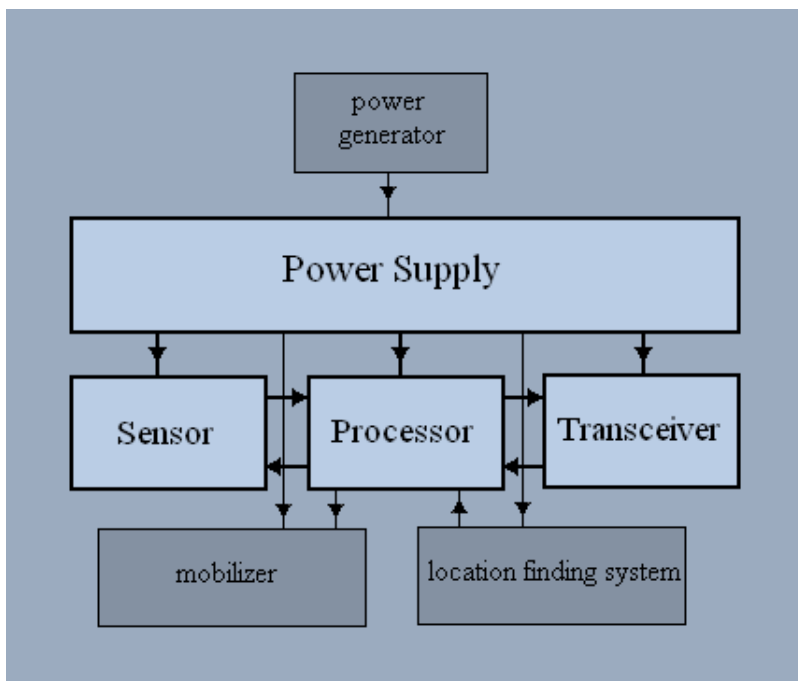 power
generator
Power Supply
Sensor
Processor
Transceiver
mobilizer
location finding system